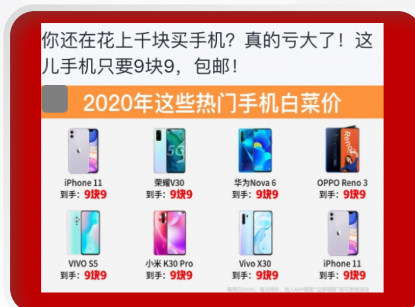 你还在花上千块买手机？真的亏大了！这
儿手机只要9块9，包邮！
2020年这些热门手机白菜价
5G
Reno3
iPhone 11
到手：9块9
荣耀V30
到手：9块9
华为Nova 6
到手：9块9
OPPO Reno 3
到手：9块9
VIVO S5
到手：9块9
小米 K30 Pro
到手：9块9
Vivo X30
到手：9块9
iPhone 11
到手：9块9